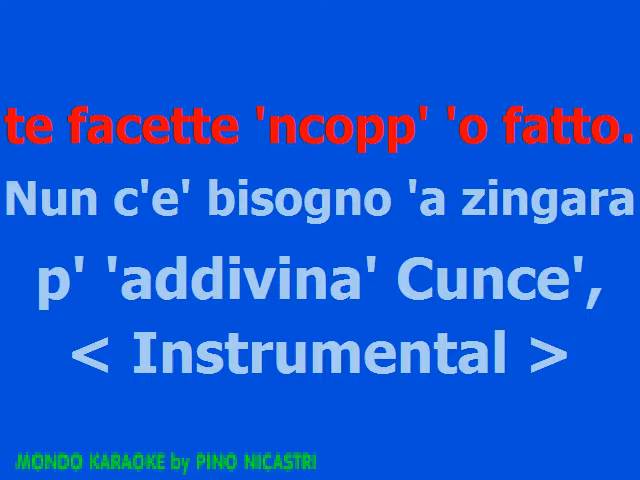 te facette 'ncopp' 'o fatto.
Nun c'e' bisogno 'a zingara
p' 'addivina' Cunce',
< Instrumental >
MONDO KARAOKE by PINO NICASTRI